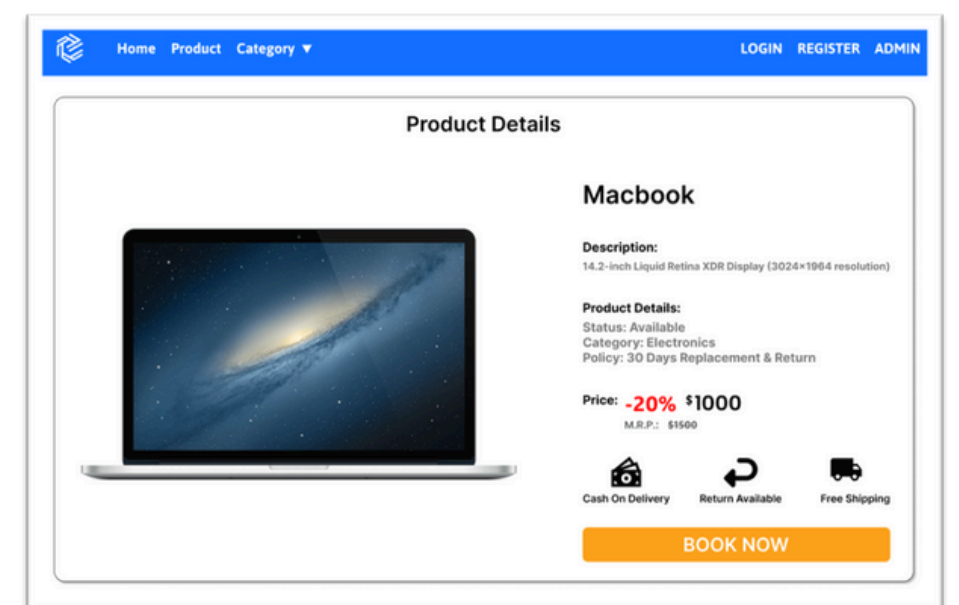 Home Product Category ▼ LOGIN REGISTER ADMIN
Product Details
Macbook
Description:
14.2-inch Liquid Retina XDR Display (3024×1964 resolution)
Product Details:
Status: Available
Category: Electronics
Policy: 30 Days Replacement & Return
Price: -20% $1000
M.R.P.: $1500
Cash On Delivery Return Available Free Shipping
BOOK NOW